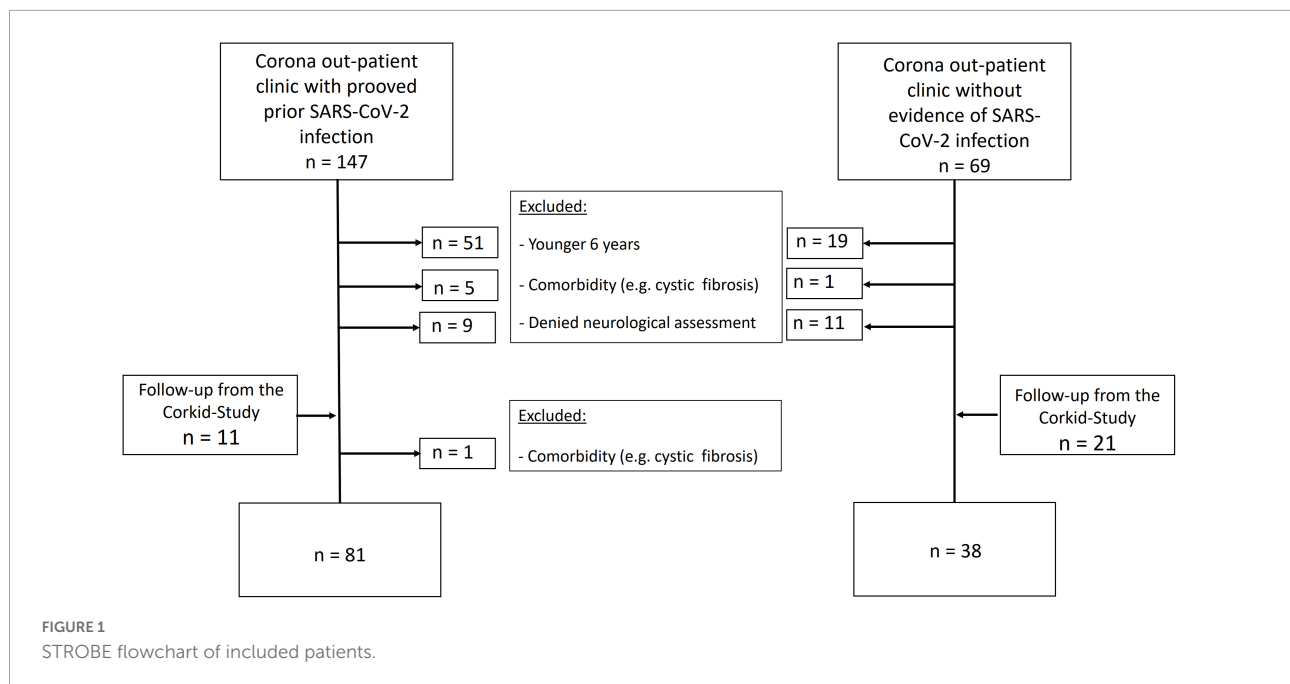 Corona out-patient
clinic with prooved
prior SARS-CoV-2
infection
n = 147
Corona out-patient
clinic without
evidence of SARS-
CoV-2 infection
n = 69
Excluded:
- Younger 6 years
- Comorbidity (e.g. cystic fibrosis)
- Denied neurological assessment
n = 51
n = 5
n = 9
n = 19
n = 1
n = 11
Follow-up from the
Corkid-Study
n = 11
Follow-up from the
Corkid-Study
n = 21
Excluded:
- Comorbidity (e.g. cystic fibrosis)
n = 1
n = 81
n = 38
FIGURE 1
STROBE flowchart of included patients.